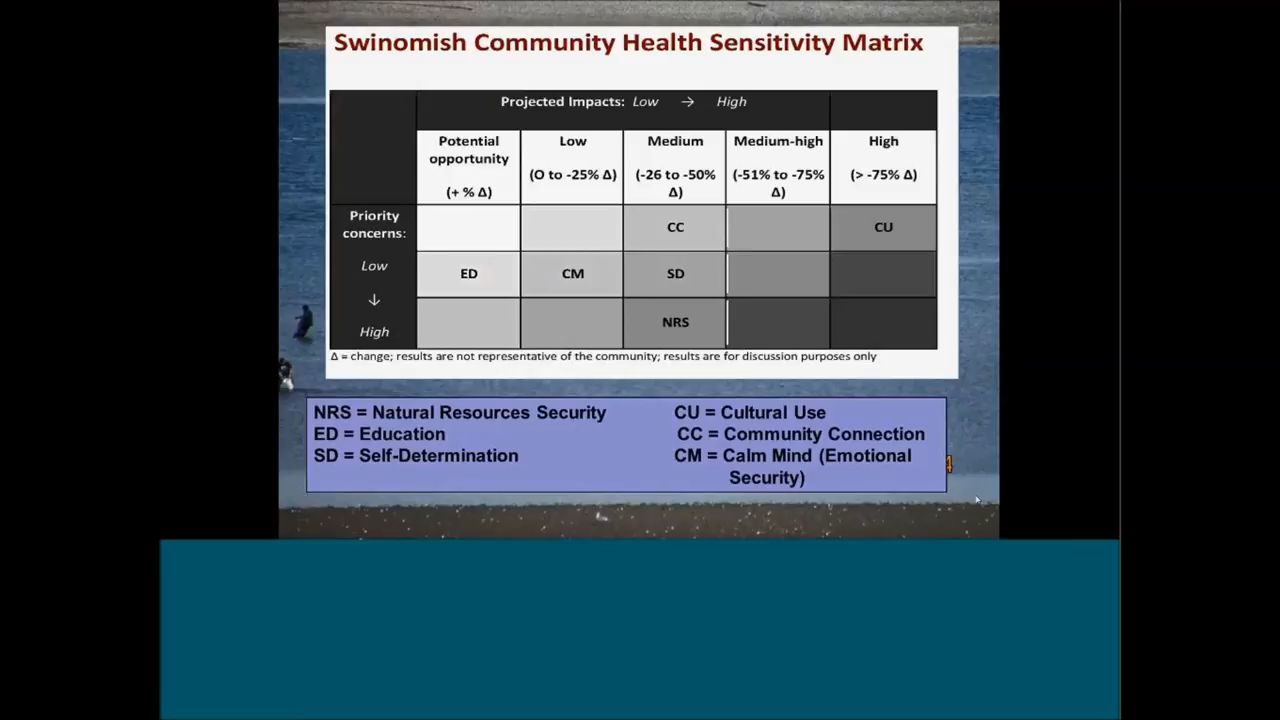 Swinomish Community Health Sensitivity Matrix
Projected Impacts: Low → High
Potential opportunity (+ % Δ)
Low (O to -25% Δ)
Medium (-26 to -50% Δ)
Medium-high (-51% to -75% Δ)
High (> -75% Δ)
Priority concerns:
Low
↓
High
CC CU
ED CM SD
NRS
Δ = change; results are not representative of the community; results are for discussion purposes only
NRS = Natural Resources Security
ED = Education
SD = Self-Determination
CU = Cultural Use
CC = Community Connection
CM = Calm Mind (Emotional
Security)